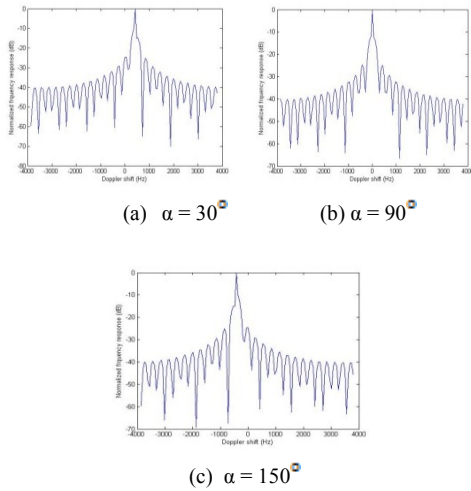 Normalized frquency response (dB)
0
-10
-20
-30
-40
-50
-60
-70
-80
-4000 -3000 -2000 -1000 0 1000 2000 3000 4000
Doppler shift (Hz)
(a) α = 30°
Normalized frquency response (dB)
0
-10
-20
-30
-40
-50
-60
-70
-4000 -3000 -2000 -1000 0 1000 2000 3000 4000
Doppler shift (Hz)
(b) α = 90°
Normalized frquency response (dB)
0
-10
-20
-30
-40
-50
-60
-70
-4000 -3000 -2000 -1000 0 1000 2000 3000 4000
Doppler shift (Hz)
(c) α = 150°